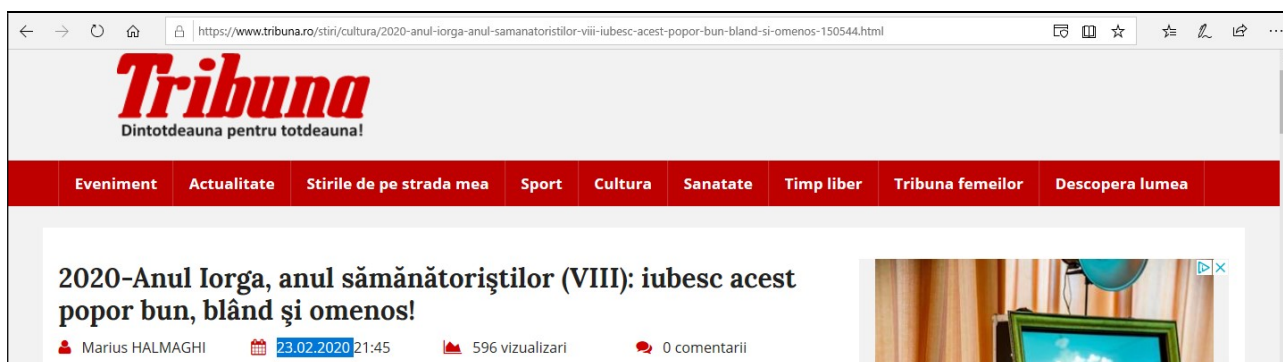 https://www.tribuna.ro/stiri/cultura/2020-anul-iorga-anul-samanatoristilor-viii-iubesc-acest-popor-bun-bland-si-omenos-150544.html
Tribuna
Dintotdeauna pentru totdeauna!
Eveniment Actualitate Stirile de pe strada mea Sport Cultura Sanatate Timp liber Tribuna femeilor Descopera lumea
2020-Anul Iorga, anul sămănătoriştilor (VIII): iubesc acest
popor bun, blând şi omenos!
Marius HALMAGHI 23.02.2020 21:45 596 vizualizari 0 comentarii